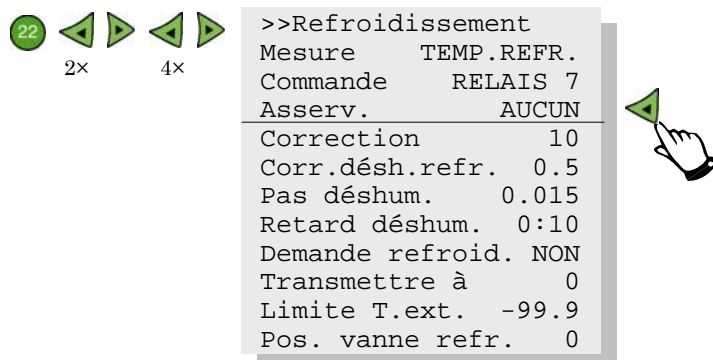 22
2× 4×
>>Refroidissement
Mesure TEMP.REFR.
Commande RELAIS 7
Asserv. AUCUN
Correction 10
Corr.désh.refr. 0.5
Pas déshum. 0.015
Retard déshum. 0:10
Demande refroid. NON
Transmettre à 0
Limite T.ext. -99.9
Pos. vanne refr. 0